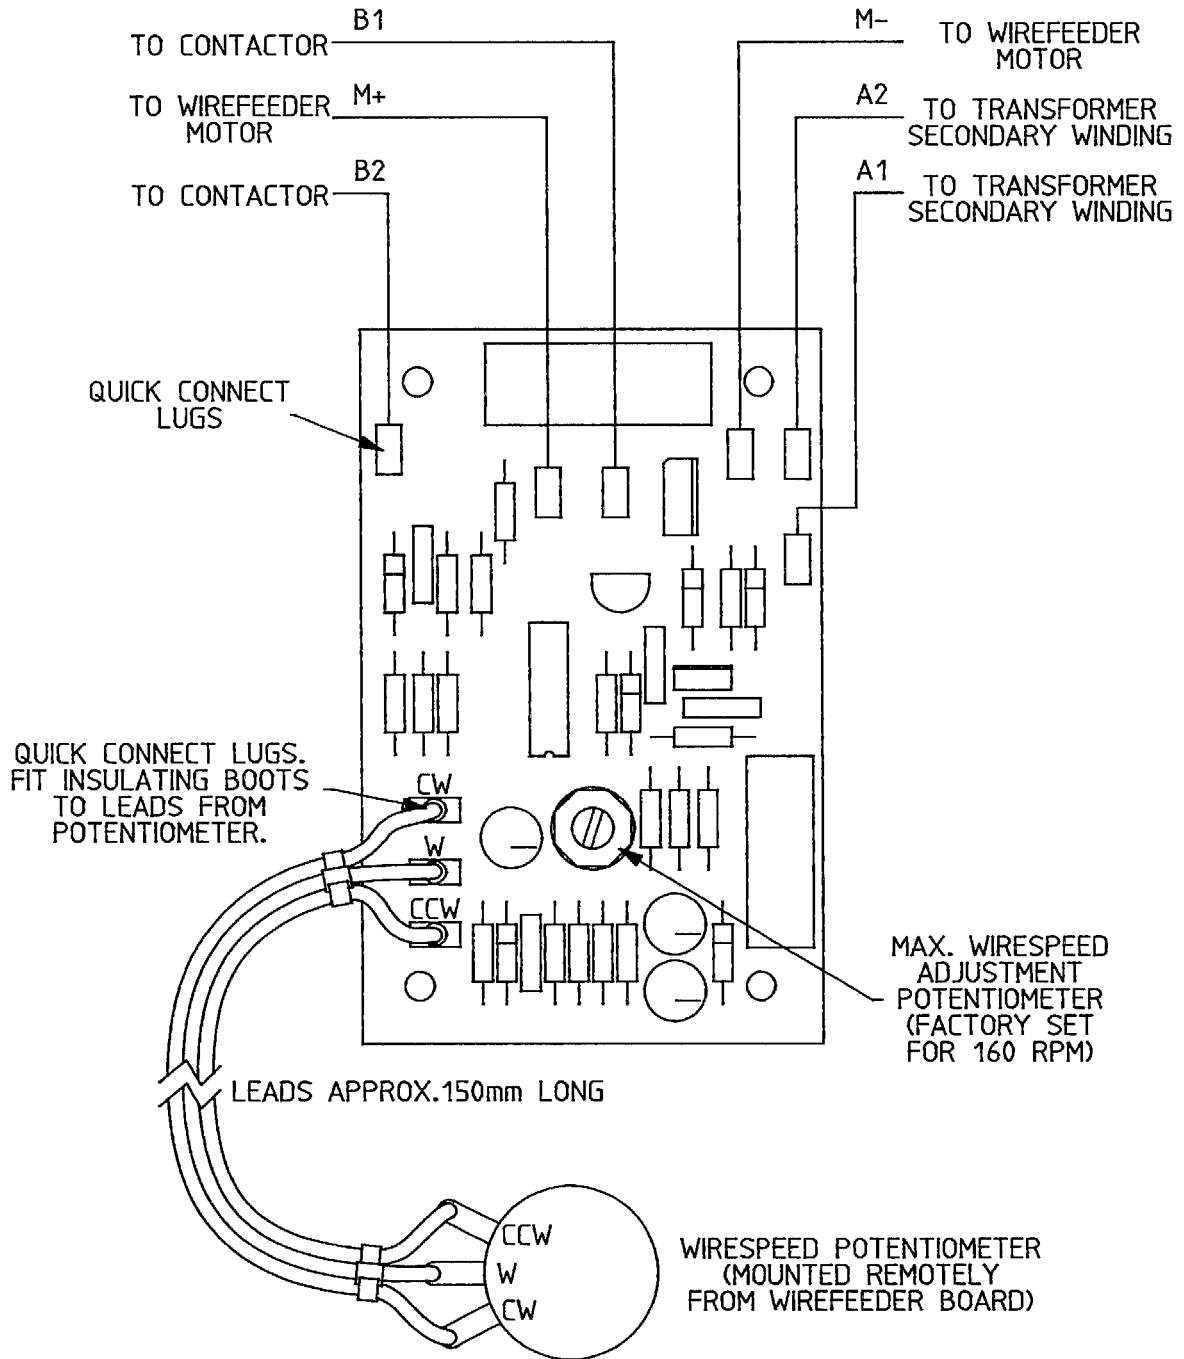 B1
TO CONTACTOR
M+
TO WIREFEEDER
MOTOR
B2
TO CONTACTOR
M-
TO WIREFEEDER
MOTOR
A2
TO TRANSFORMER
SECONDARY WINDING
A1
TO TRANSFORMER
SECONDARY WINDING
QUICK CONNECT
LUGS
QUICK CONNECT LUGS.
FIT INSULATING BOOTS
TO LEADS FROM
POTENTIOMETER.
CW
W
CCW
MAX. WIRESPEED
ADJUSTMENT
POTENTIOMETER
(FACTORY SET
FOR 160 RPM)
LEADS APPROX.150mm LONG
CCW
W
CW
WIRESPEED POTENTIOMETER
(MOUNTED REMOTELY
FROM WIREFEEDER BOARD)